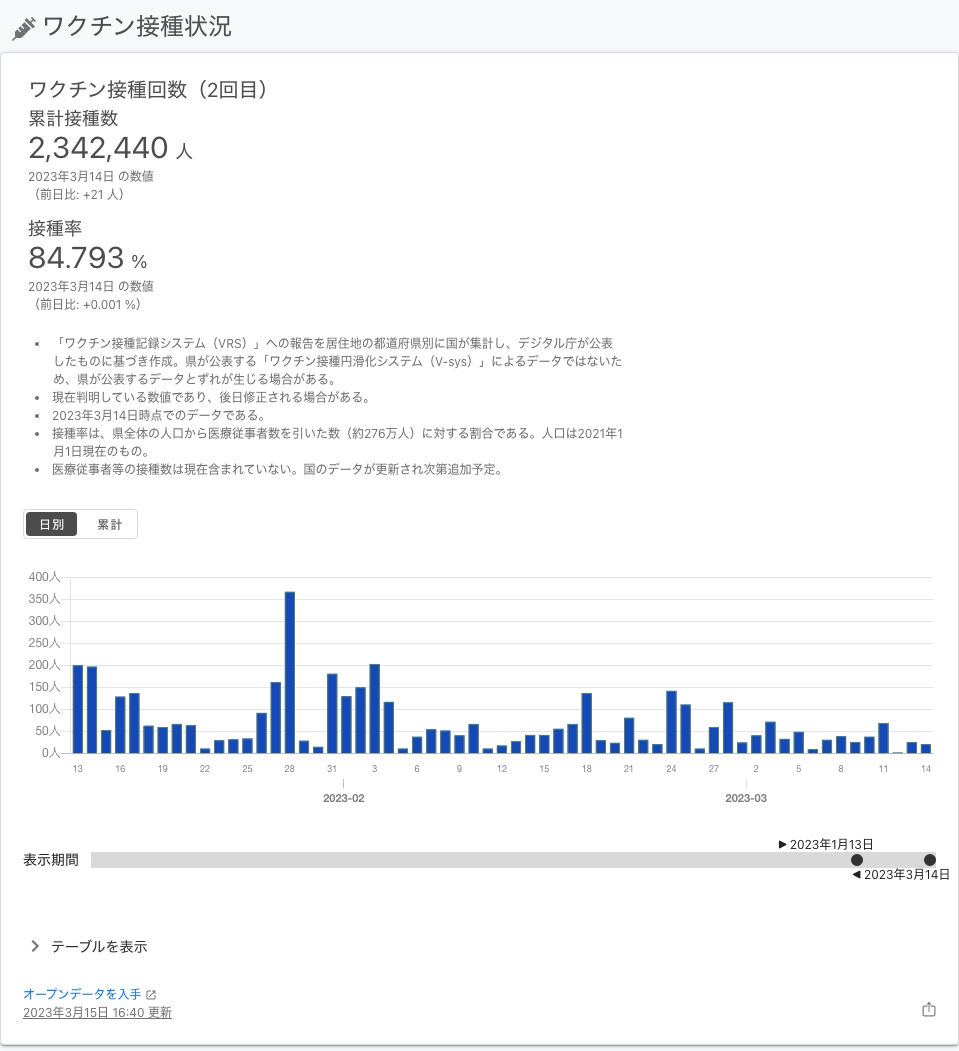 ワクチン接種状況
ワクチン接種回数（2回目）
累計接種数
2,342,440 人
2023年3月14日 の数値
（前日比: +21 人）
接種率
84.793 %
2023年3月14日 の数値
（前日比: +0.001 %）
• 「ワクチン接種記録システム（VRS）」への報告を居住地の都道府県別に国が集計し、デジタル庁が公表
したものに基づき作成。県が公表する「ワクチン接種円滑化システム（V-sys）」によるデータではないた
め、県が公表するデータとずれが生じる場合がある。
• 現在判明している数値であり、後日修正される場合がある。
• 2023年3月14日時点でのデータである。
• 接種率は、県全体の人口から医療従事者数を引いた数（約276万人）に対する割合である。人口は2021年1
月1日現在のもの。
• 医療従事者等の接種数は現在含まれていない。国のデータが更新され次第追加予定。
日別 累計
400人
350人
300人
250人
200人
150人
100人
50人
0人
13 16 19 22 25 28 31 3 6 9 12 15 18 21 24 27 2 5 8 11 14
2023-02 2023-03
2023年1月13日
表示期間
2023年3月14日
テーブルを表示
オープンデータを入手
2023年3月15日 16:40 更新